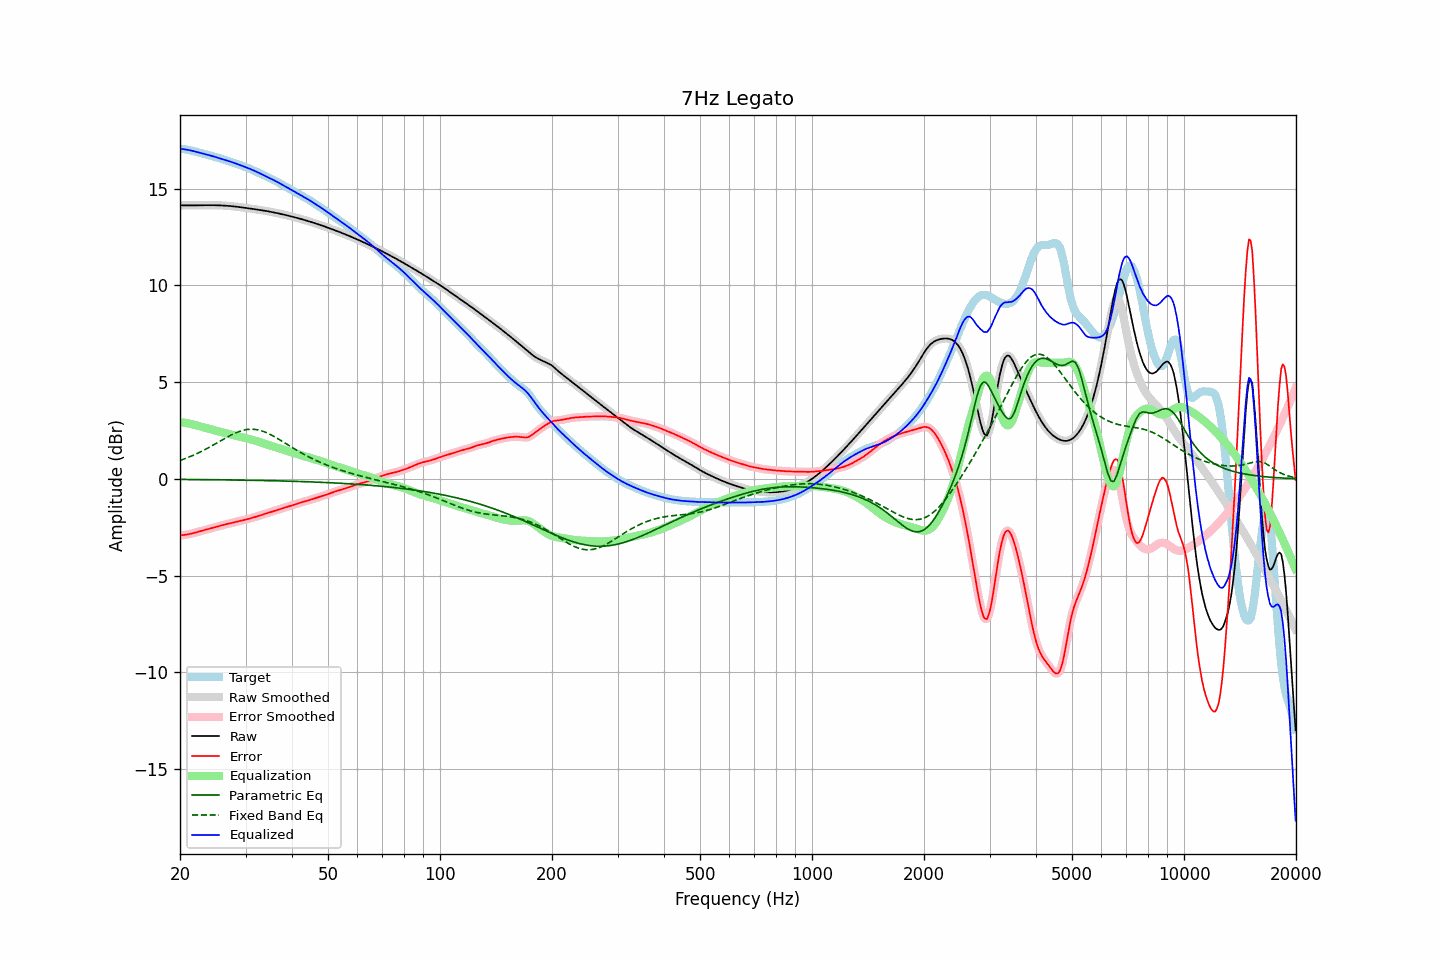 7Hz Legato
Amplitude (dBr)
15
10
5
0
−5
−10
−15
Target
Raw Smoothed
Error Smoothed
Raw
Error
Equalization
Parametric Eq
Fixed Band Eq
Equalized
20
50
100
200
500
1000
2000
5000
10000
20000
Frequency (Hz)